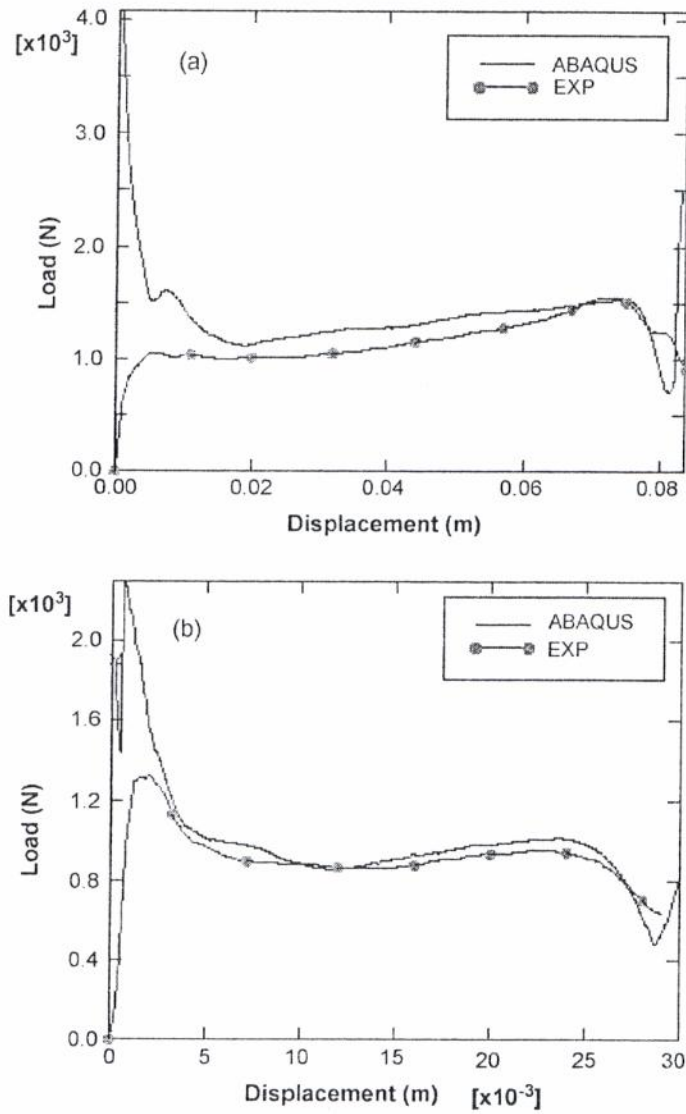 [x10³]
4.0
3.0
2.0
1.0
0.0
Load (N)
(a)
ABAQUS
EXP
0.00
0.02
0.04
0.06
0.08
Displacement (m)
[x10³]
2.0
1.6
1.2
0.8
0.4
0.0
Load (N)
(b)
ABAQUS
EXP
0
5
10
15
20
25
30
Displacement (m) [x10⁻³]